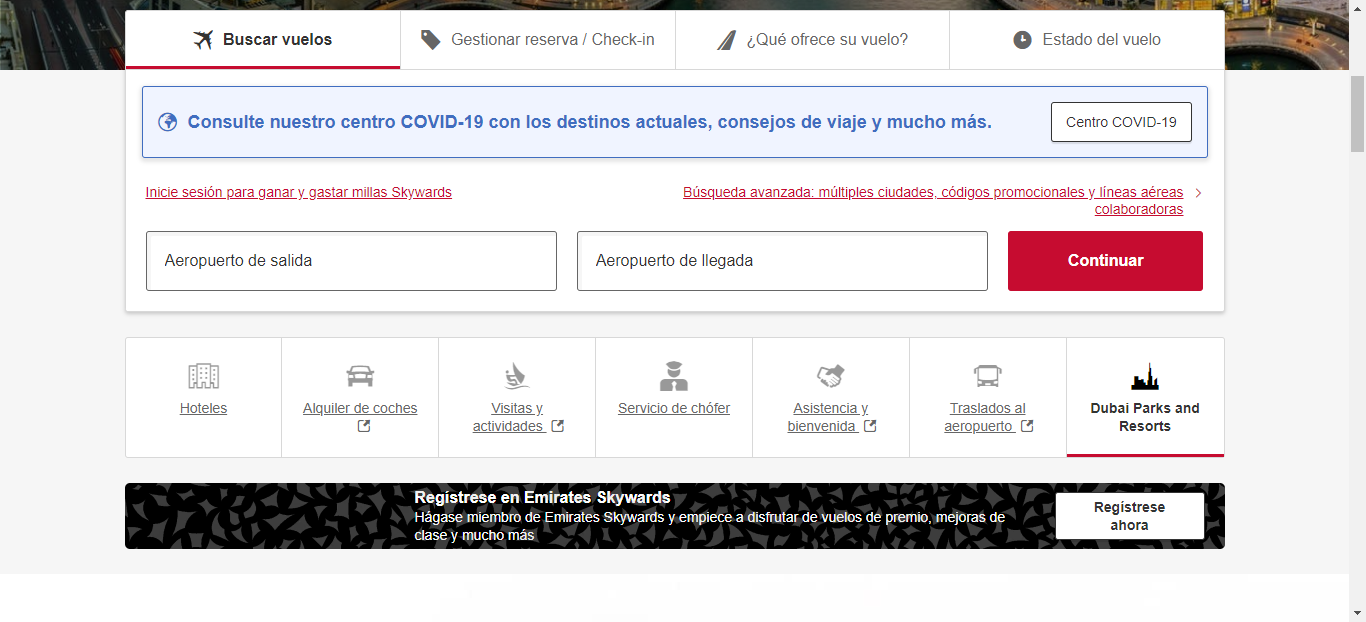 Buscar vuelos
Gestionar reserva / Check-in
¿Qué ofrece su vuelo?
Estado del vuelo
Consulte nuestro centro COVID-19 con los destinos actuales, consejos de viaje y mucho más.
Centro COVID-19
Inicie sesión para ganar y gastar millas Skywards
Búsqueda avanzada: múltiples ciudades, códigos promocionales y líneas aéreas
colaboradoras
Aeropuerto de salida
Aeropuerto de llegada
Continuar
Hoteles
Alquiler de coches
Visitas y
actividades
Servicio de chófer
Asistencia y
bienvenida
Traslados al
aeropuerto
Dubai Parks and
Resorts
Regístrese en Emirates Skywards
Hágase miembro de Emirates Skywards y empiece a disfrutar de vuelos de premio, mejoras de
clase y mucho más
Regístrese
ahora